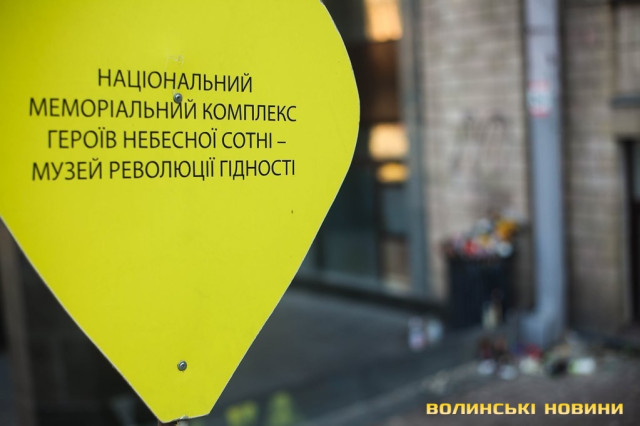 НАЦІОНАЛЬНИЙ
МЕМОРІАЛЬНИЙ КОМПЛЕКС
ГЕРОЇВ НЕБЕСНОЇ СОТНІ –
МУЗЕЙ РЕВОЛЮЦІЇ ГІДНОСТІ
ВОЛИНСЬКІ НОВИНИ